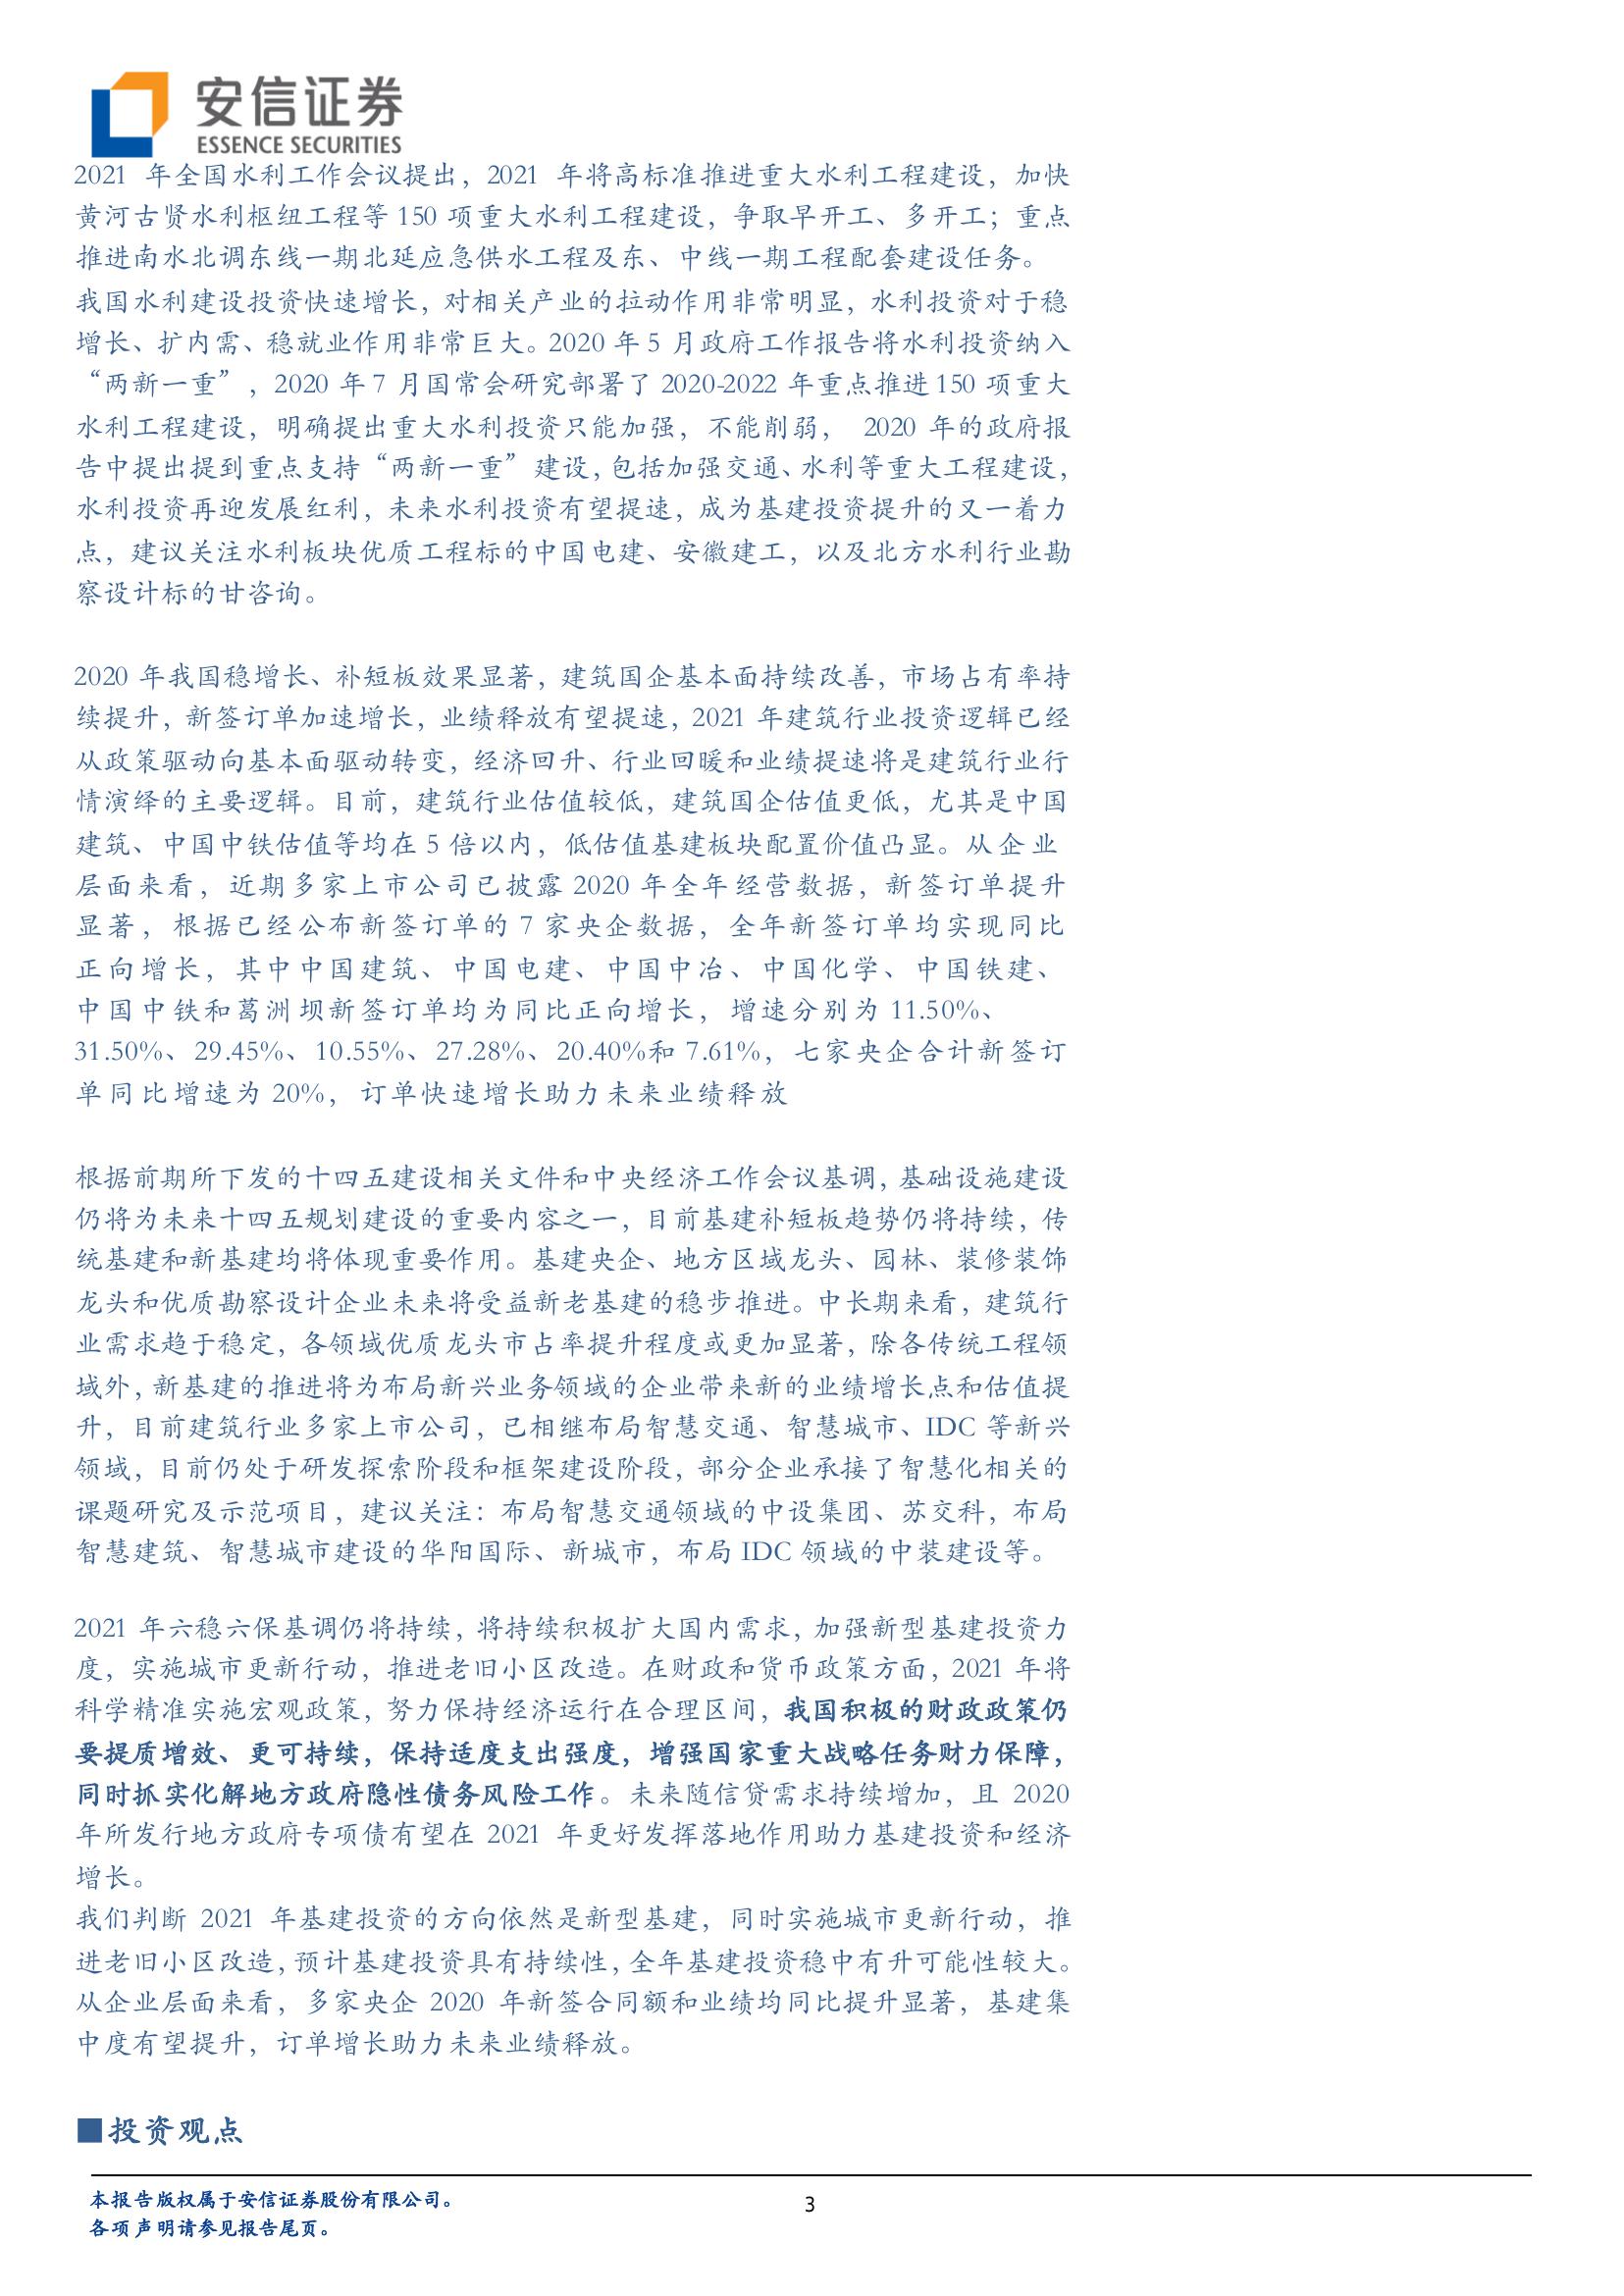 安信证券
ESSENCE SECURITIES
2021 年全国水利工作会议提出，2021 年将高标准推进重大水利工程建设，加快
黄河古贤水利枢纽工程等 150 项重大水利工程建设，争取早开工、多开工；重点
推进南水北调东线一期北延应急供水工程及东、中线一期工程配套建设任务。
我国水利建设投资快速增长，对相关产业的拉动作用非常明显，水利投资对于稳
增长、扩内需、稳就业作用非常巨大。2020 年 5 月政府工作报告将水利投资纳入
“两新一重”，2020 年 7 月国常会研究部署了 2020-2022 年重点推进 150 项重大
水利工程建设，明确提出重大水利投资只能加强，不能削弱， 2020 年的政府报
告中提出提到重点支持“两新一重”建设，包括加强交通、水利等重大工程建设，
水利投资再迎发展红利，未来水利投资有望提速，成为基建投资提升的又一着力
点，建议关注水利板块优质工程标的中国电建、安徽建工，以及北方水利行业勘
察设计标的甘咨询。
2020 年我国稳增长、补短板效果显著，建筑国企基本面持续改善，市场占有率持
续提升，新签订单加速增长，业绩释放有望提速，2021 年建筑行业投资逻辑已经
从政策驱动向基本面驱动转变，经济回升、行业回暖和业绩提速将是建筑行业行
情演绎的主要逻辑。目前，建筑行业估值较低，建筑国企估值更低，尤其是中国
建筑、中国中铁估值等均在 5 倍以内，低估值基建板块配置价值凸显。从企业
层面来看，近期多家上市公司已披露 2020 年全年经营数据，新签订单提升
显著，根据已经公布新签订单的 7 家央企数据，全年新签订单均实现同比
正向增长，其中中国建筑、中国电建、中国中冶、中国化学、中国铁建、
中国中铁和葛洲坝新签订单均为同比正向增长，增速分别为 11.50%、
31.50%、29.45%、10.55%、27.28%、20.40%和 7.61%，七家央企合计新签订
单同比增速为 20%，订单快速增长助力未来业绩释放
根据前期所下发的十四五建设相关文件和中央经济工作会议基调，基础设施建设
仍将为未来十四五规划建设的重要内容之一，目前基建补短板趋势仍将持续，传
统基建和新基建均将体现重要作用。基建央企、地方区域龙头、园林、装修装饰
龙头和优质勘察设计企业未来将受益新老基建的稳步推进。中长期来看，建筑行
业需求趋于稳定，各领域优质龙头市占率提升程度或更加显著，除各传统工程领
域外，新基建的推进将为布局新兴业务领域的企业带来新的业绩增长点和估值提
升，目前建筑行业多家上市公司，已相继布局智慧交通、智慧城市、IDC 等新兴
领域，目前仍处于研发探索阶段和框架建设阶段，部分企业承接了智慧化相关的
课题研究及示范项目，建议关注：布局智慧交通领域的中设集团、苏交科，布局
智慧建筑、智慧城市建设的华阳国际、新城市，布局 IDC 领域的中装建设等。
2021 年六稳六保基调仍将持续，将持续积极扩大国内需求，加强新型基建投资力
度，实施城市更新行动，推进老旧小区改造。在财政和货币政策方面，2021 年将
科学精准实施宏观政策，努力保持经济运行在合理区间，我国积极的财政政策仍
要提质增效、更可持续，保持适度支出强度，增强国家重大战略任务财力保障，
同时抓实化解地方政府隐性债务风险工作。未来随信贷需求持续增加，且 2020
年所发行地方政府专项债有望在 2021 年更好发挥落地作用助力基建投资和经济
增长。
我们判断 2021 年基建投资的方向依然是新型基建，同时实施城市更新行动，推
进老旧小区改造，预计基建投资具有持续性，全年基建投资稳中有升可能性较大。
从企业层面来看，多家央企 2020 年新签合同额和业绩均同比提升显著，基建集
中度有望提升，订单增长助力未来业绩释放。
■投资观点
本报告版权属于安信证券股份有限公司。
各项声明请参见报告尾页。
3